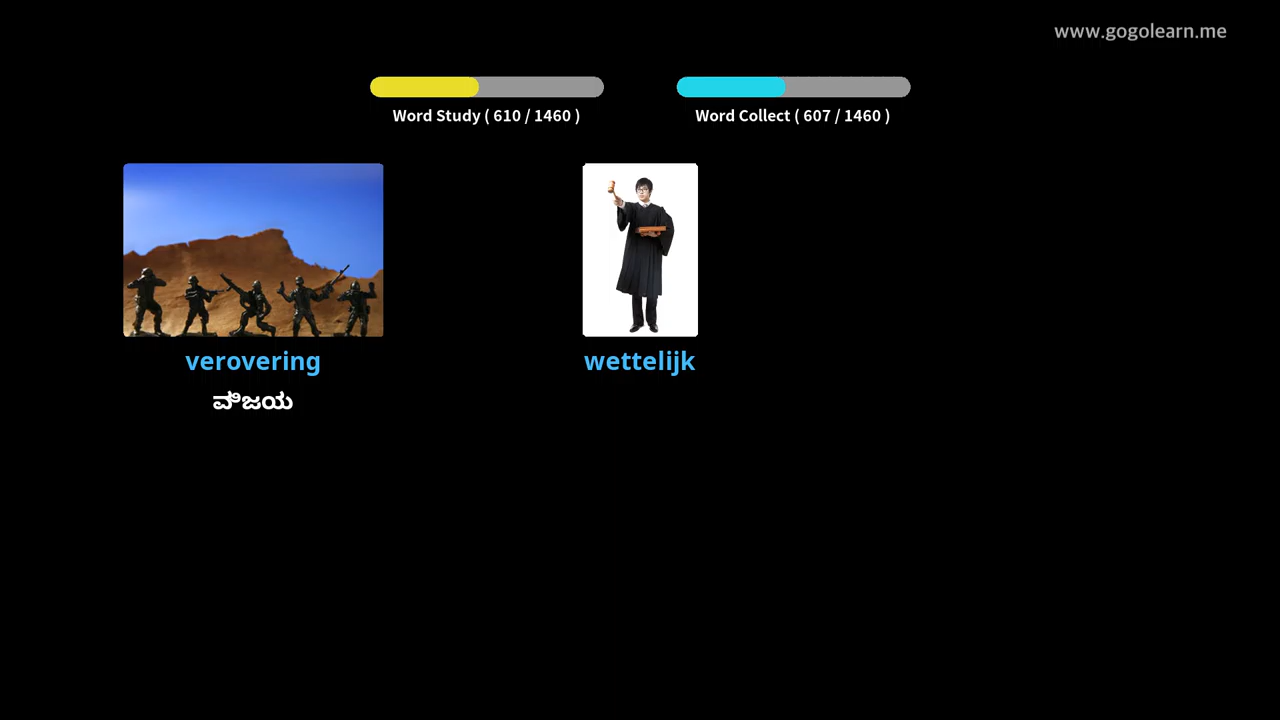 www.gogolearn.me
Word Study ( 610 / 1460 )
Word Collect ( 607 / 1460 )
verovering
wettelijk
ವಿಜಯ